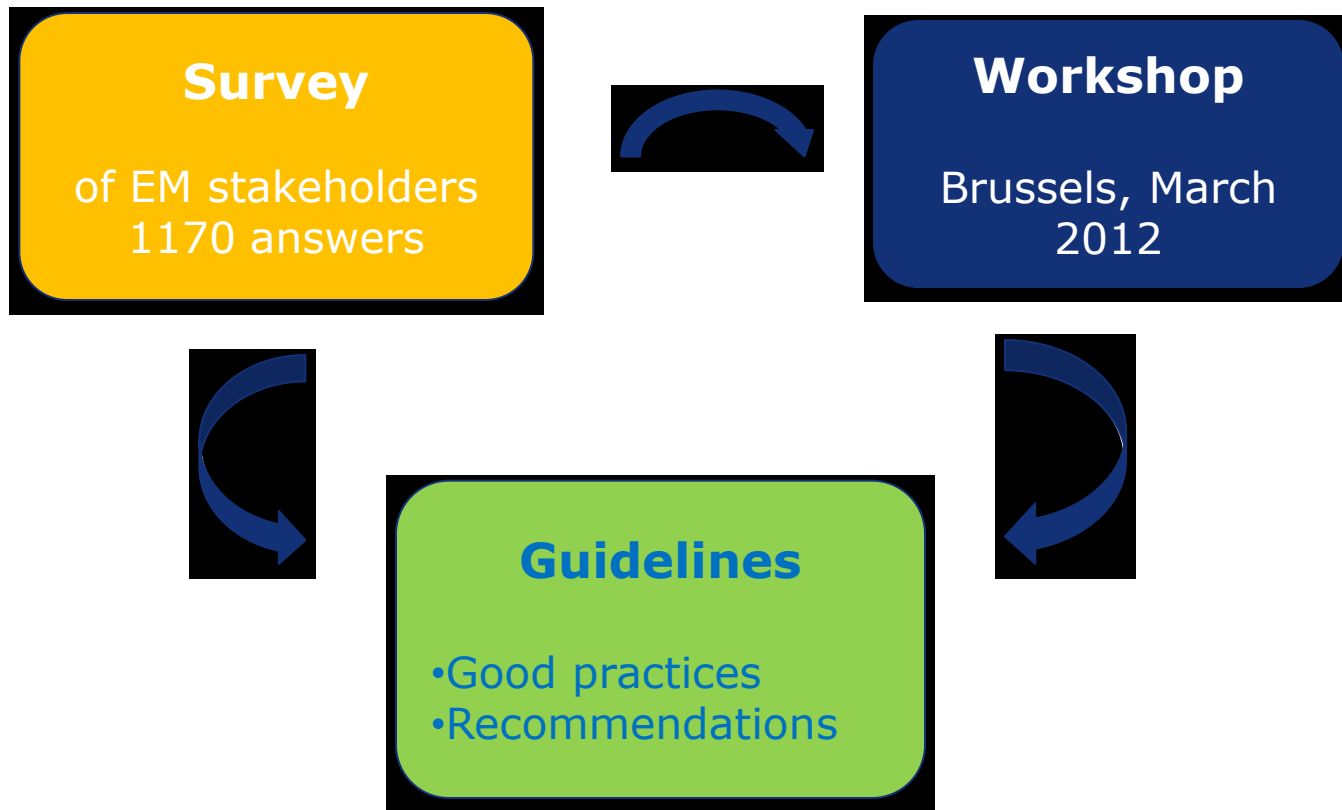 Survey
of EM stakeholders
1170 answers
Workshop
Brussels, March
2012
Guidelines
•Good practices
•Recommendations